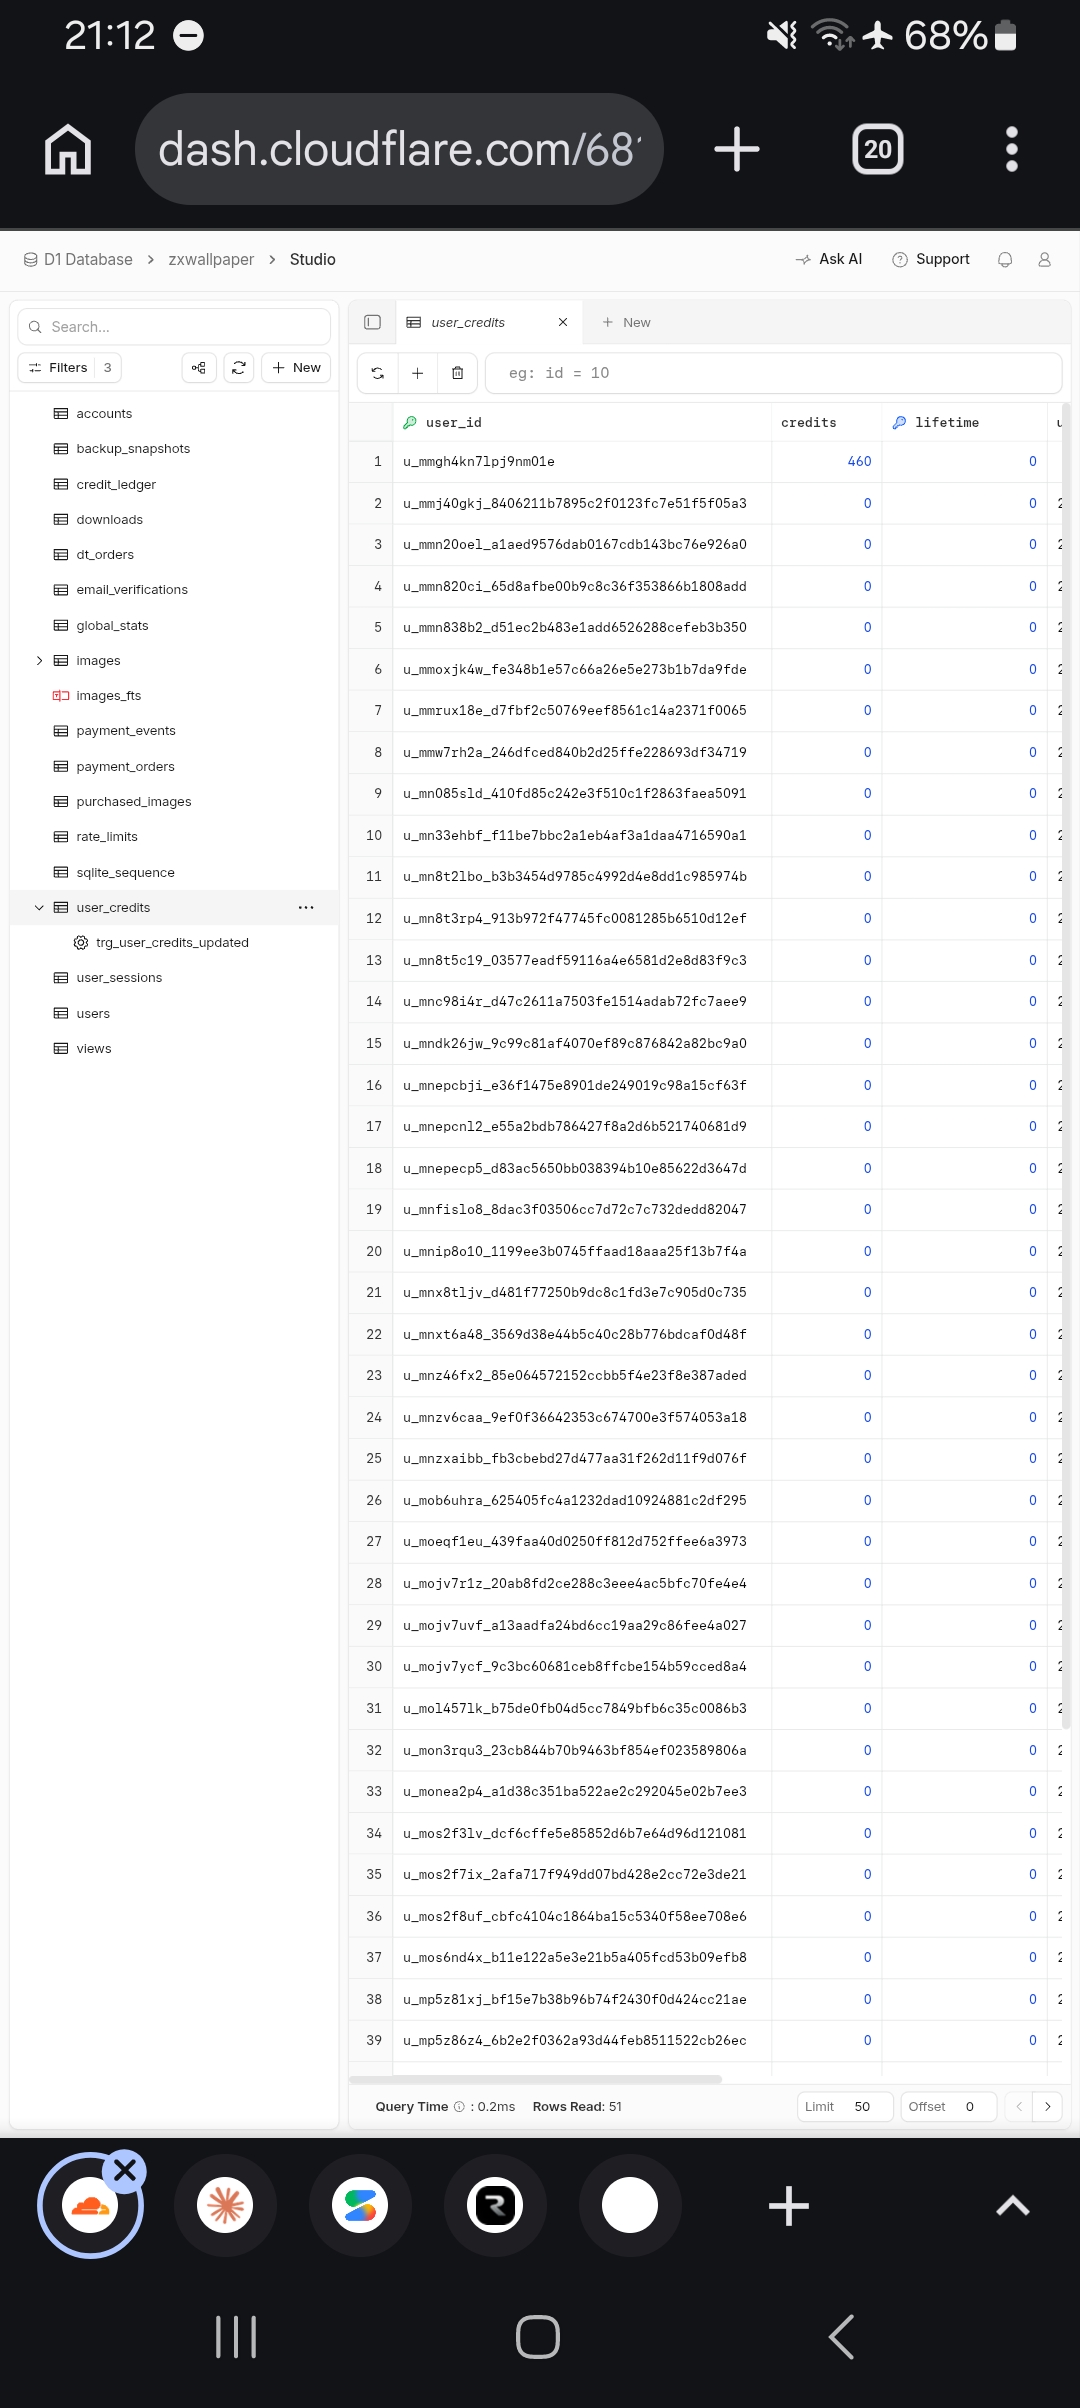 21:12
68%
dash.cloudflare.com/68
20
D1 Database > zxwallpaper > Studio
Ask AI
Support
Search...
Filters 3
New
accounts
backup_snapshots
credit_ledger
downloads
dt_orders
email_verifications
global_stats
images
images_fts
payment_events
payment_orders
purchased_images
rate_limits
sqlite_sequence
user_credits
trg_user_credits_updated
user_sessions
users
views
user_credits
New
eg: id = 10
user_id credits lifetime
1 u_mmgh4kn7lpj9nm01e 460 0
2 u_mmj40gkj_8406211b7895c2f0123fc7e51f5f05a3 0 0
3 u_mmn20oel_a1aed9576dab0167cdb143bc76e926a0 0 0
4 u_mmn820ci_65d8afbe00b9c8c36f353866b1808add 0 0
5 u_mmn838b2_d51ec2b483e1add6526288cefeb3b350 0 0
6 u_mmoxjk4w_fe348b1e57c66a26e5e273b1b7da9fde 0 0
7 u_mmrux18e_d7fbf2c50769eef8561c14a2371f0065 0 0
8 u_mmw7rh2a_246dfced840b2d25ffe228693df34719 0 0
9 u_mn085sld_410fd85c242e3f510c1f2863faea5091 0 0
10 u_mn33ehbf_f11be7bbc2a1eb4af3a1daa4716590a1 0 0
11 u_mn8t2lbo_b3b3454d9785c4992d4e8dd1c985974b 0 0
12 u_mn8t3rp4_913b972f47745fc0081285b6510d12ef 0 0
13 u_mn8t5c19_03577eadf59116a4e6581d2e8d83f9c3 0 0
14 u_mnc98i4r_d47c2611a7503fe1514adab72fc7aee9 0 0
15 u_mndk26jw_9c99c81af4070ef89c876842a82bc9a0 0 0
16 u_mnepcbji_e36f1475e8901de249019c98a15cf63f 0 0
17 u_mnepcnl2_e55a2bdb786427f8a2d6b521740681d9 0 0
18 u_mnepecp5_d83ac5650bb038394b10e85622d3647d 0 0
19 u_mnfislo8_8dac3f03506cc7d72c7c732dedd82047 0 0
20 u_mnip8o10_1199ee3b0745ffaad18aaa25f13b7f4a 0 0
21 u_mnx8tljv_d481f77250b9dc8c1fd3e7c905d0c735 0 0
22 u_mnxt6a48_3569d38e44b5c40c28b776bdcaf0d48f 0 0
23 u_mnz46fx2_85e064572152ccbb5f4e23f8e387aded 0 0
24 u_mnzv6caa_9ef0f36642353c674700e3f574053a18 0 0
25 u_mnzxaibb_fb3cbebd27d477aa31f262d11f9d076f 0 0
26 u_mob6uhra_625405fc4a1232dad10924881c2df295 0 0
27 u_moeqf1eu_439faa40d0250ff812d752ffee6a3973 0 0
28 u_mojv7r1z_20ab8fd2ce288c3eee4ac5bfc70fe4e4 0 0
29 u_mojv7uvf_a13aadfa24bd6cc19aa29c86fee4a027 0 0
30 u_mojv7ycf_9c3bc60681ceb8ffcbe154b59cced8a4 0 0
31 u_mol457lk_b75de0fb04d5cc7849bfb6c35c0086b3 0 0
32 u_mon3rqu3_23cb844b70b9463bf854ef023589806a 0 0
33 u_monea2p4_a1d38c351ba522ae2c292045e02b7ee3 0 0
34 u_mos2f3lv_dcf6cffe5e85852d6b7e64d96d121081 0 0
35 u_mos2f7ix_2afa717f949dd07bd428e2cc72e3de21 0 0
36 u_mos2f8uf_cbfc4104c1864ba15c5340f58ee708e6 0 0
37 u_mos6nd4x_b11e122a5e3e21b5a405fcd53b09efb8 0 0
38 u_mp5z81xj_bf15e7b38b96b74f2430f0d424cc21ae 0 0
39 u_mp5z86z4_6b2e2f0362a93d44feb8511522cb26ec 0 0
Query Time : 0.2ms Rows Read: 51
Limit 50
Offset 0